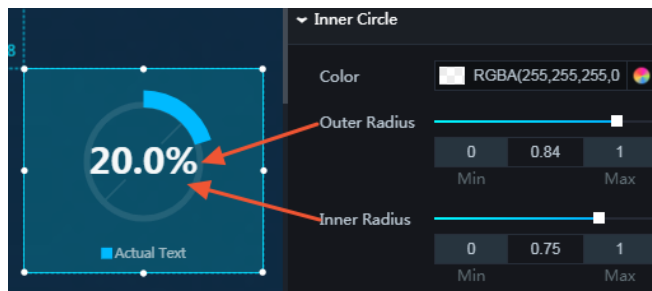 Inner Circle
8
Color
RGBA(255,255,255,0
Outer Radius
0 0.84 1
Min Max
20.0%
Inner Radius
Actual Text
0 0.75 1
Min Max